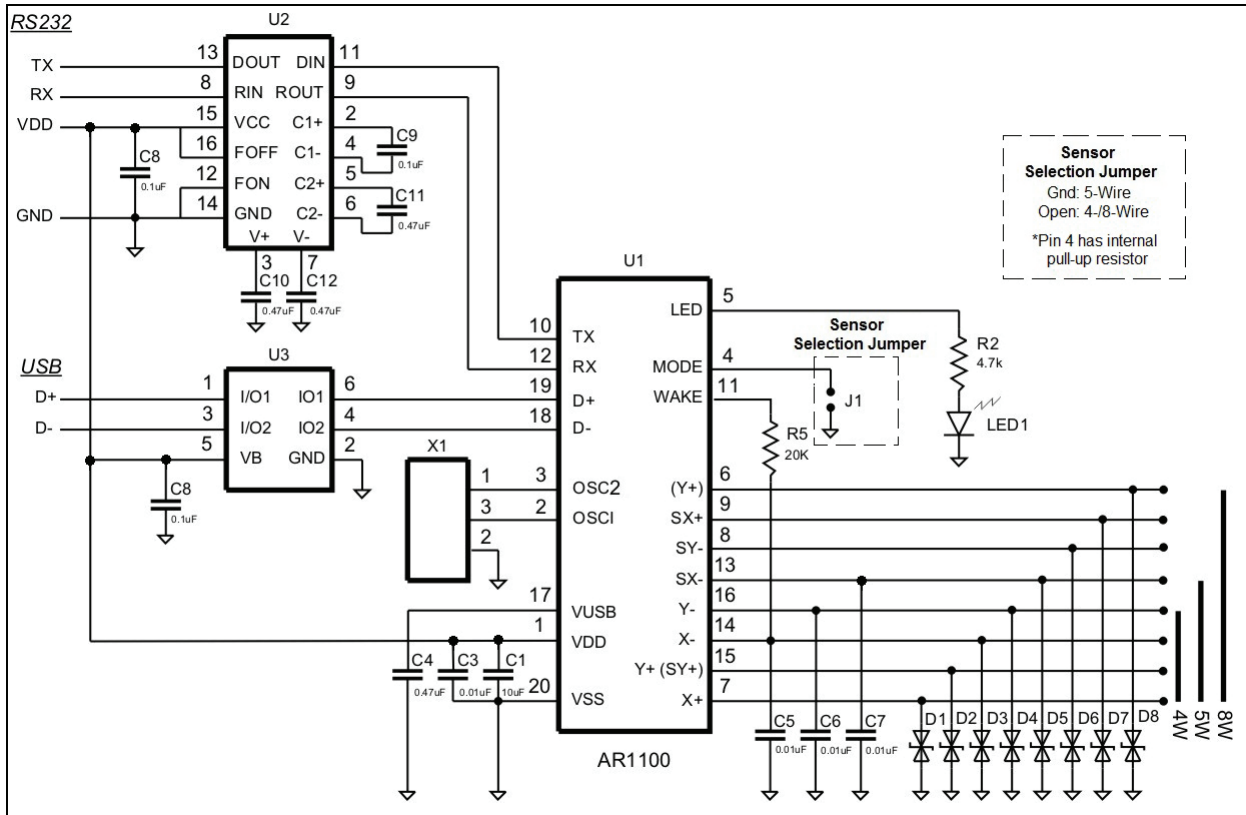 RS232
U2
TX
13
DOUT
DIN
11
RX
8
RIN
ROUT
9
VDD
15
VCC
C1+
2
C9
0.1uF
16
FOFF
C1-
4
C8
0.1uF
12
FON
C2+
5
C11
0.47uF
GND
14
GND
C2-
6
V+
V-
3
7
C10
0.47uF
C12
0.47uF
Sensor
Selection Jumper
Gnd: 5-Wire
Open: 4-/8-Wire
*Pin 4 has internal
pull-up resistor
USB
U3
D+
1
I/O1
IO1
6
D-
3
I/O2
IO2
4
5
VB
GND
2
C8
0.1uF
X1
1
3
2
U1
LED
5
10
TX
12
RX
19
D+
18
D-
3
OSC2
2
OSCI
17
VUSB
1
VDD
20
VSS
C4
0.47uF
C3
0.01uF
C1
10uF
MODE
4
WAKE
11
Sensor
Selection Jumper
J1
R2
4.7k
LED1
R5
20K
(Y+)
6
SX+
9
SY-
8
SX-
13
Y-
16
X-
14
Y+ (SY+)
15
X+
7
C5
0.01uF
C6
0.01uF
C7
0.01uF
D1
D2
D3
D4
D5
D6
D7
D8
4W
5W
8W
AR1100